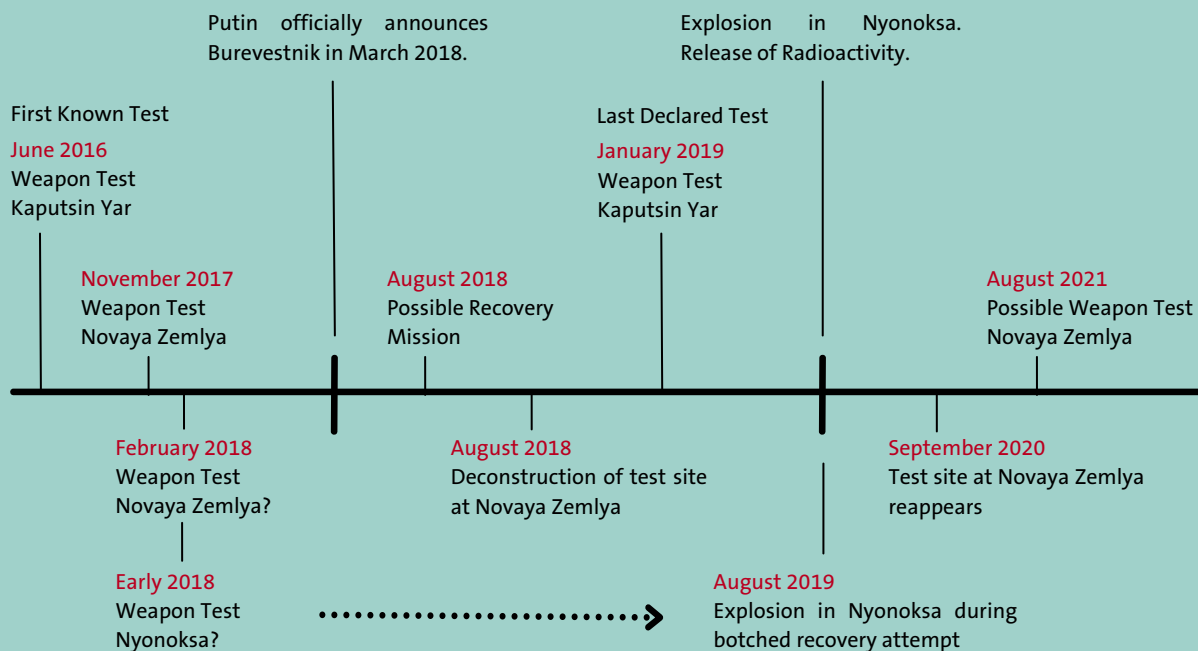 Putin officially announces
Burevestnik in March 2018.
Explosion in Nyonoksa.
Release of Radioactivity.
First Known Test
June 2016
Weapon Test
Kaputsin Yar
Last Declared Test
January 2019
Weapon Test
Kaputsin Yar
November 2017
Weapon Test
Novaya Zemlya
August 2018
Possible Recovery
Mission
August 2021
Possible Weapon Test
Novaya Zemlya
February 2018
Weapon Test
Novaya Zemlya?
August 2018
Deconstruction of test site
at Novaya Zemlya
September 2020
Test site at Novaya Zemlya
reappears
Early 2018
Weapon Test
Nyonoksa?
August 2019
Explosion in Nyonoksa during
botched recovery attempt